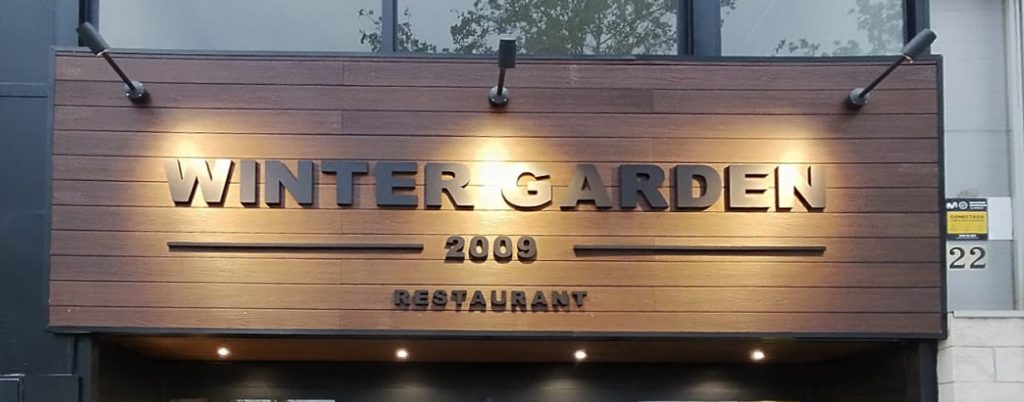 WINTER GARDEN
2009
RESTAURANT
CONECTADA
22